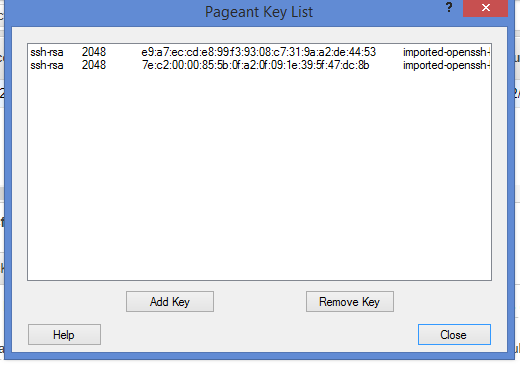 Pageant Key List
? x
ssh-rsa 2048 e9:a7:ec:cd:e8:99:f3:93:08:c7:31:9a:a2:de:44:53 imported-openssh-
ssh-rsa 2048 7e:c2:00:00:85:5b:0f:a2:0f:09:1e:39:5f:47:dc:8b imported-openssh-
Add Key Remove Key
Help Close